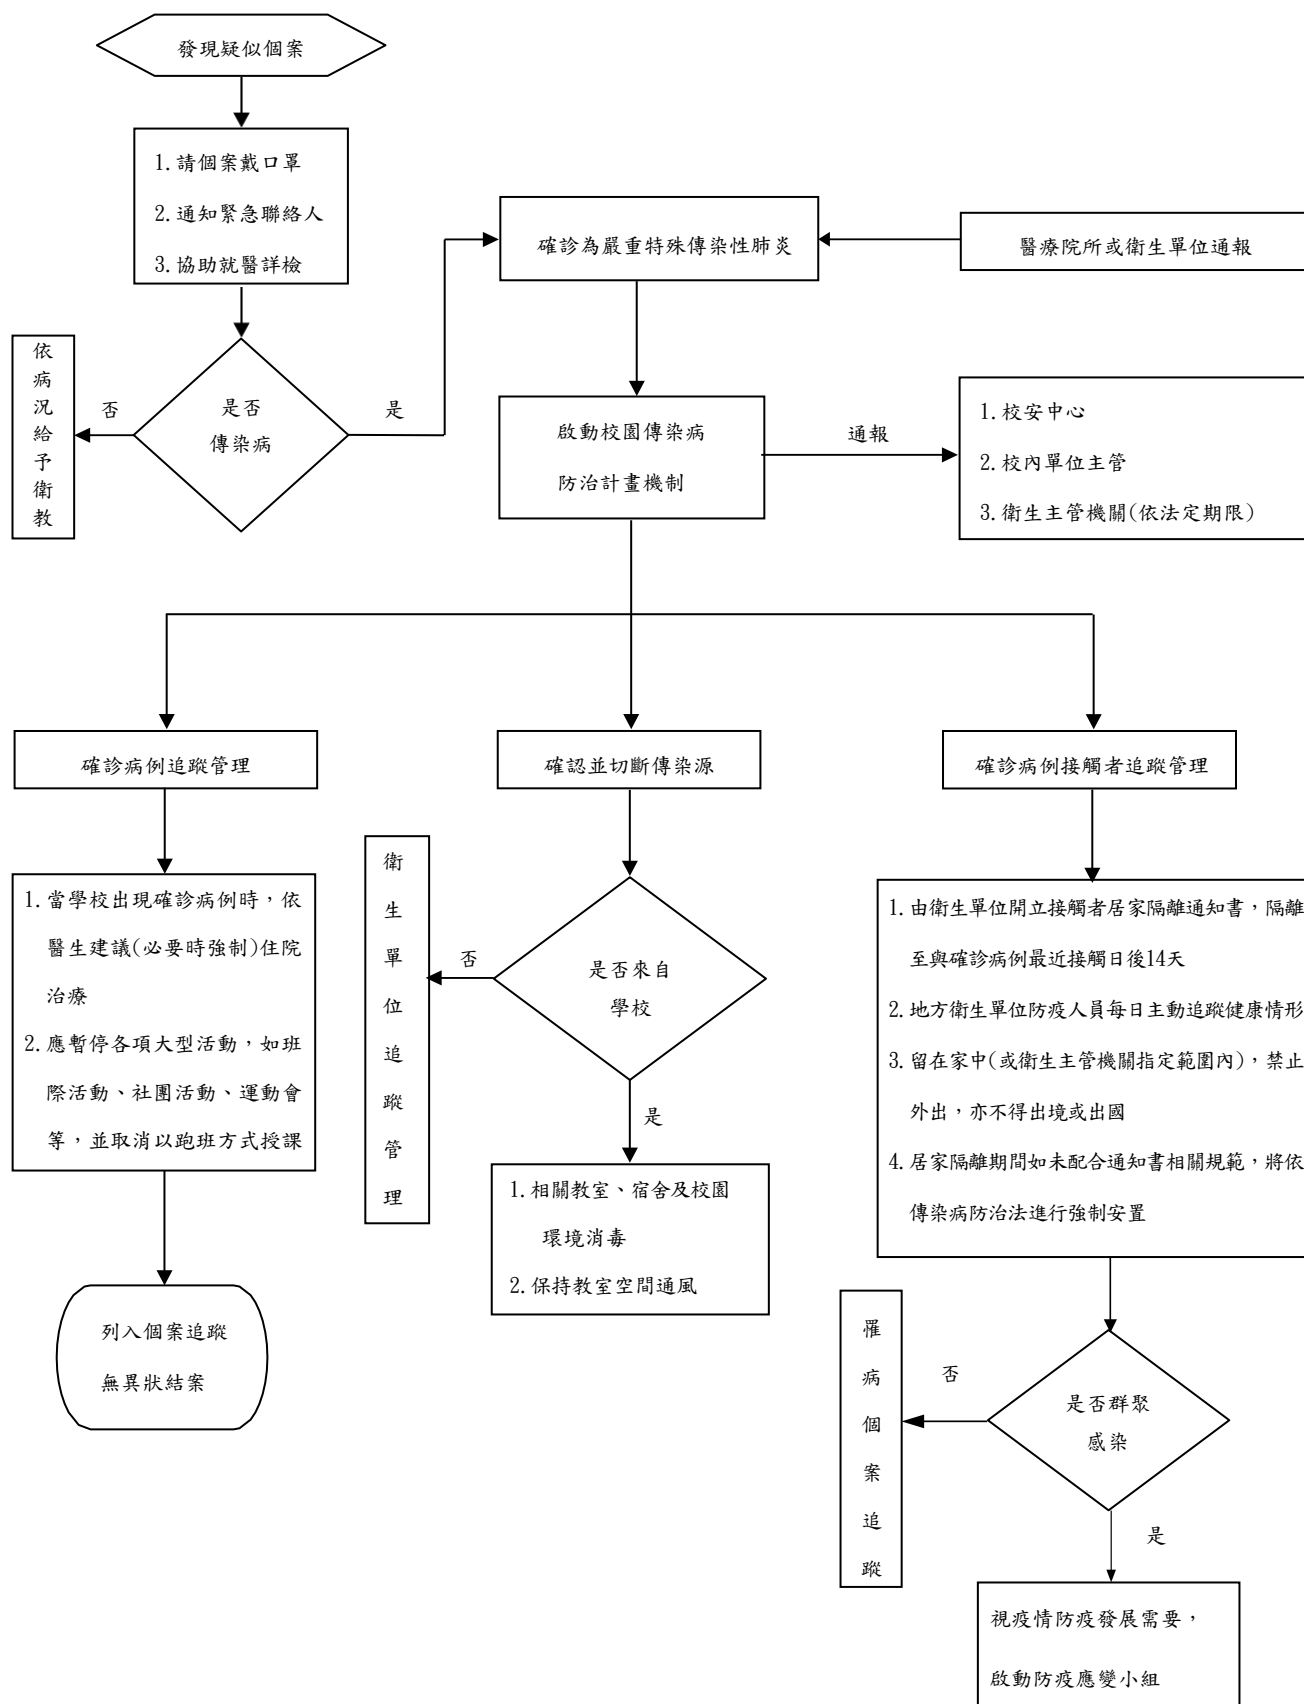 發現疑似個案
1.請個案戴口罩
2.通知緊急聯絡人
3.協助就醫詳檢
確診為嚴重特殊傳染性肺炎
醫療院所或衛生單位通報
依病況給予衛教
否
是否
傳染病
是
啟動校園傳染病
防治計畫機制
通報
1.校安中心
2.校內單位主管
3.衛生主管機關(依法定期限)
確診病例追蹤管理
確認並切斷傳染源
確診病例接觸者追蹤管理
1.當學校出現確診病例時，依
醫生建議(必要時強制)住院
治療
2.應暫停各項大型活動，如班
際活動、社團活動、運動會
等，並取消以跑班方式授課
列入個案追蹤
無異狀結案
衛生單位追蹤管理
否
是否來自
學校
是
1.相關教室、宿舍及校園
環境消毒
2.保持教室空間通風
1.由衛生單位開立接觸者居家隔離通知書，隔離
至與確診病例最近接觸日後14天
2.地方衛生單位防疫人員每日主動追蹤健康情形
3.留在家中(或衛生主管機關指定範圍內)，禁止
外出，亦不得出境或出國
4.居家隔離期間如未配合通知書相關規範，將依
傳染病防治法進行強制安置
罹病個案追蹤
否
是否群聚
感染
是
視疫情防疫發展需要，
啟動防疫應變小組